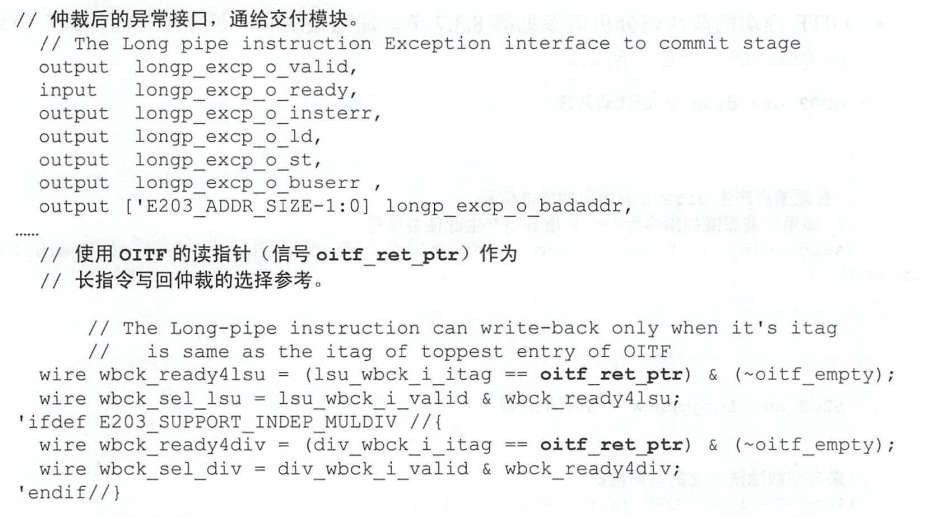 // 仲裁后的异常接口，通给交付模块。
// The Long pipe instruction Exception interface to commit stage
output longp_excp_o_valid,
input longp_excp_o_ready,
output longp_excp_o_insterr,
output longp_excp_o_ld,
output longp_excp_o_st,
output longp_excp_o_buserr ,
output ['E203_ADDR_SIZE-1:0] longp_excp_o_badaddr,
……
// 使用 OITF 的读指针（信号 oitf_ret_ptr）作为
// 长指令写回仲裁的选择参考。
// The Long-pipe instruction can write-back only when it's itag
// is same as the itag of toppest entry of OITF
wire wbck_ready4lsu = (lsu_wbck_i_itag == oitf_ret_ptr) & (~oitf_empty);
wire wbck_sel_lsu = lsu_wbck_i_valid & wbck_ready4lsu;
'ifdef E203_SUPPORT_INDEP_MULDIV //{
wire wbck_ready4div = (div_wbck_i_itag == oitf_ret_ptr) & (~oitf_empty);
wire wbck_sel_div = div_wbck_i_valid & wbck_ready4div;
'endif//}